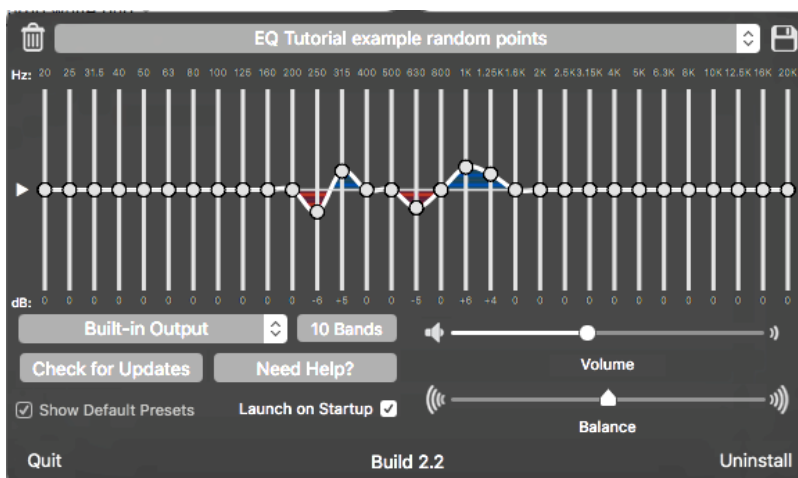 EQ Tutorial example random points
Hz: 20 25 31.5 40 50 63 80 100 125 160 200 250 315 400 500 630 800 1K 1.25K 1.6K 2K 2.5K 3.15K 4K 5K 6.3K 8K 10K 12.5K 16K 20K
dB: 0 0 0 0 0 0 0 0 0 0 0 -6 +5 0 0 -5 0 +6 +4 0 0 0 0 0 0 0 0 0 0 0 0
Built-in Output 10 Bands
Check for Updates Need Help?
Volume
Show Default Presets Launch on Startup
Balance
Quit Build 2.2 Uninstall